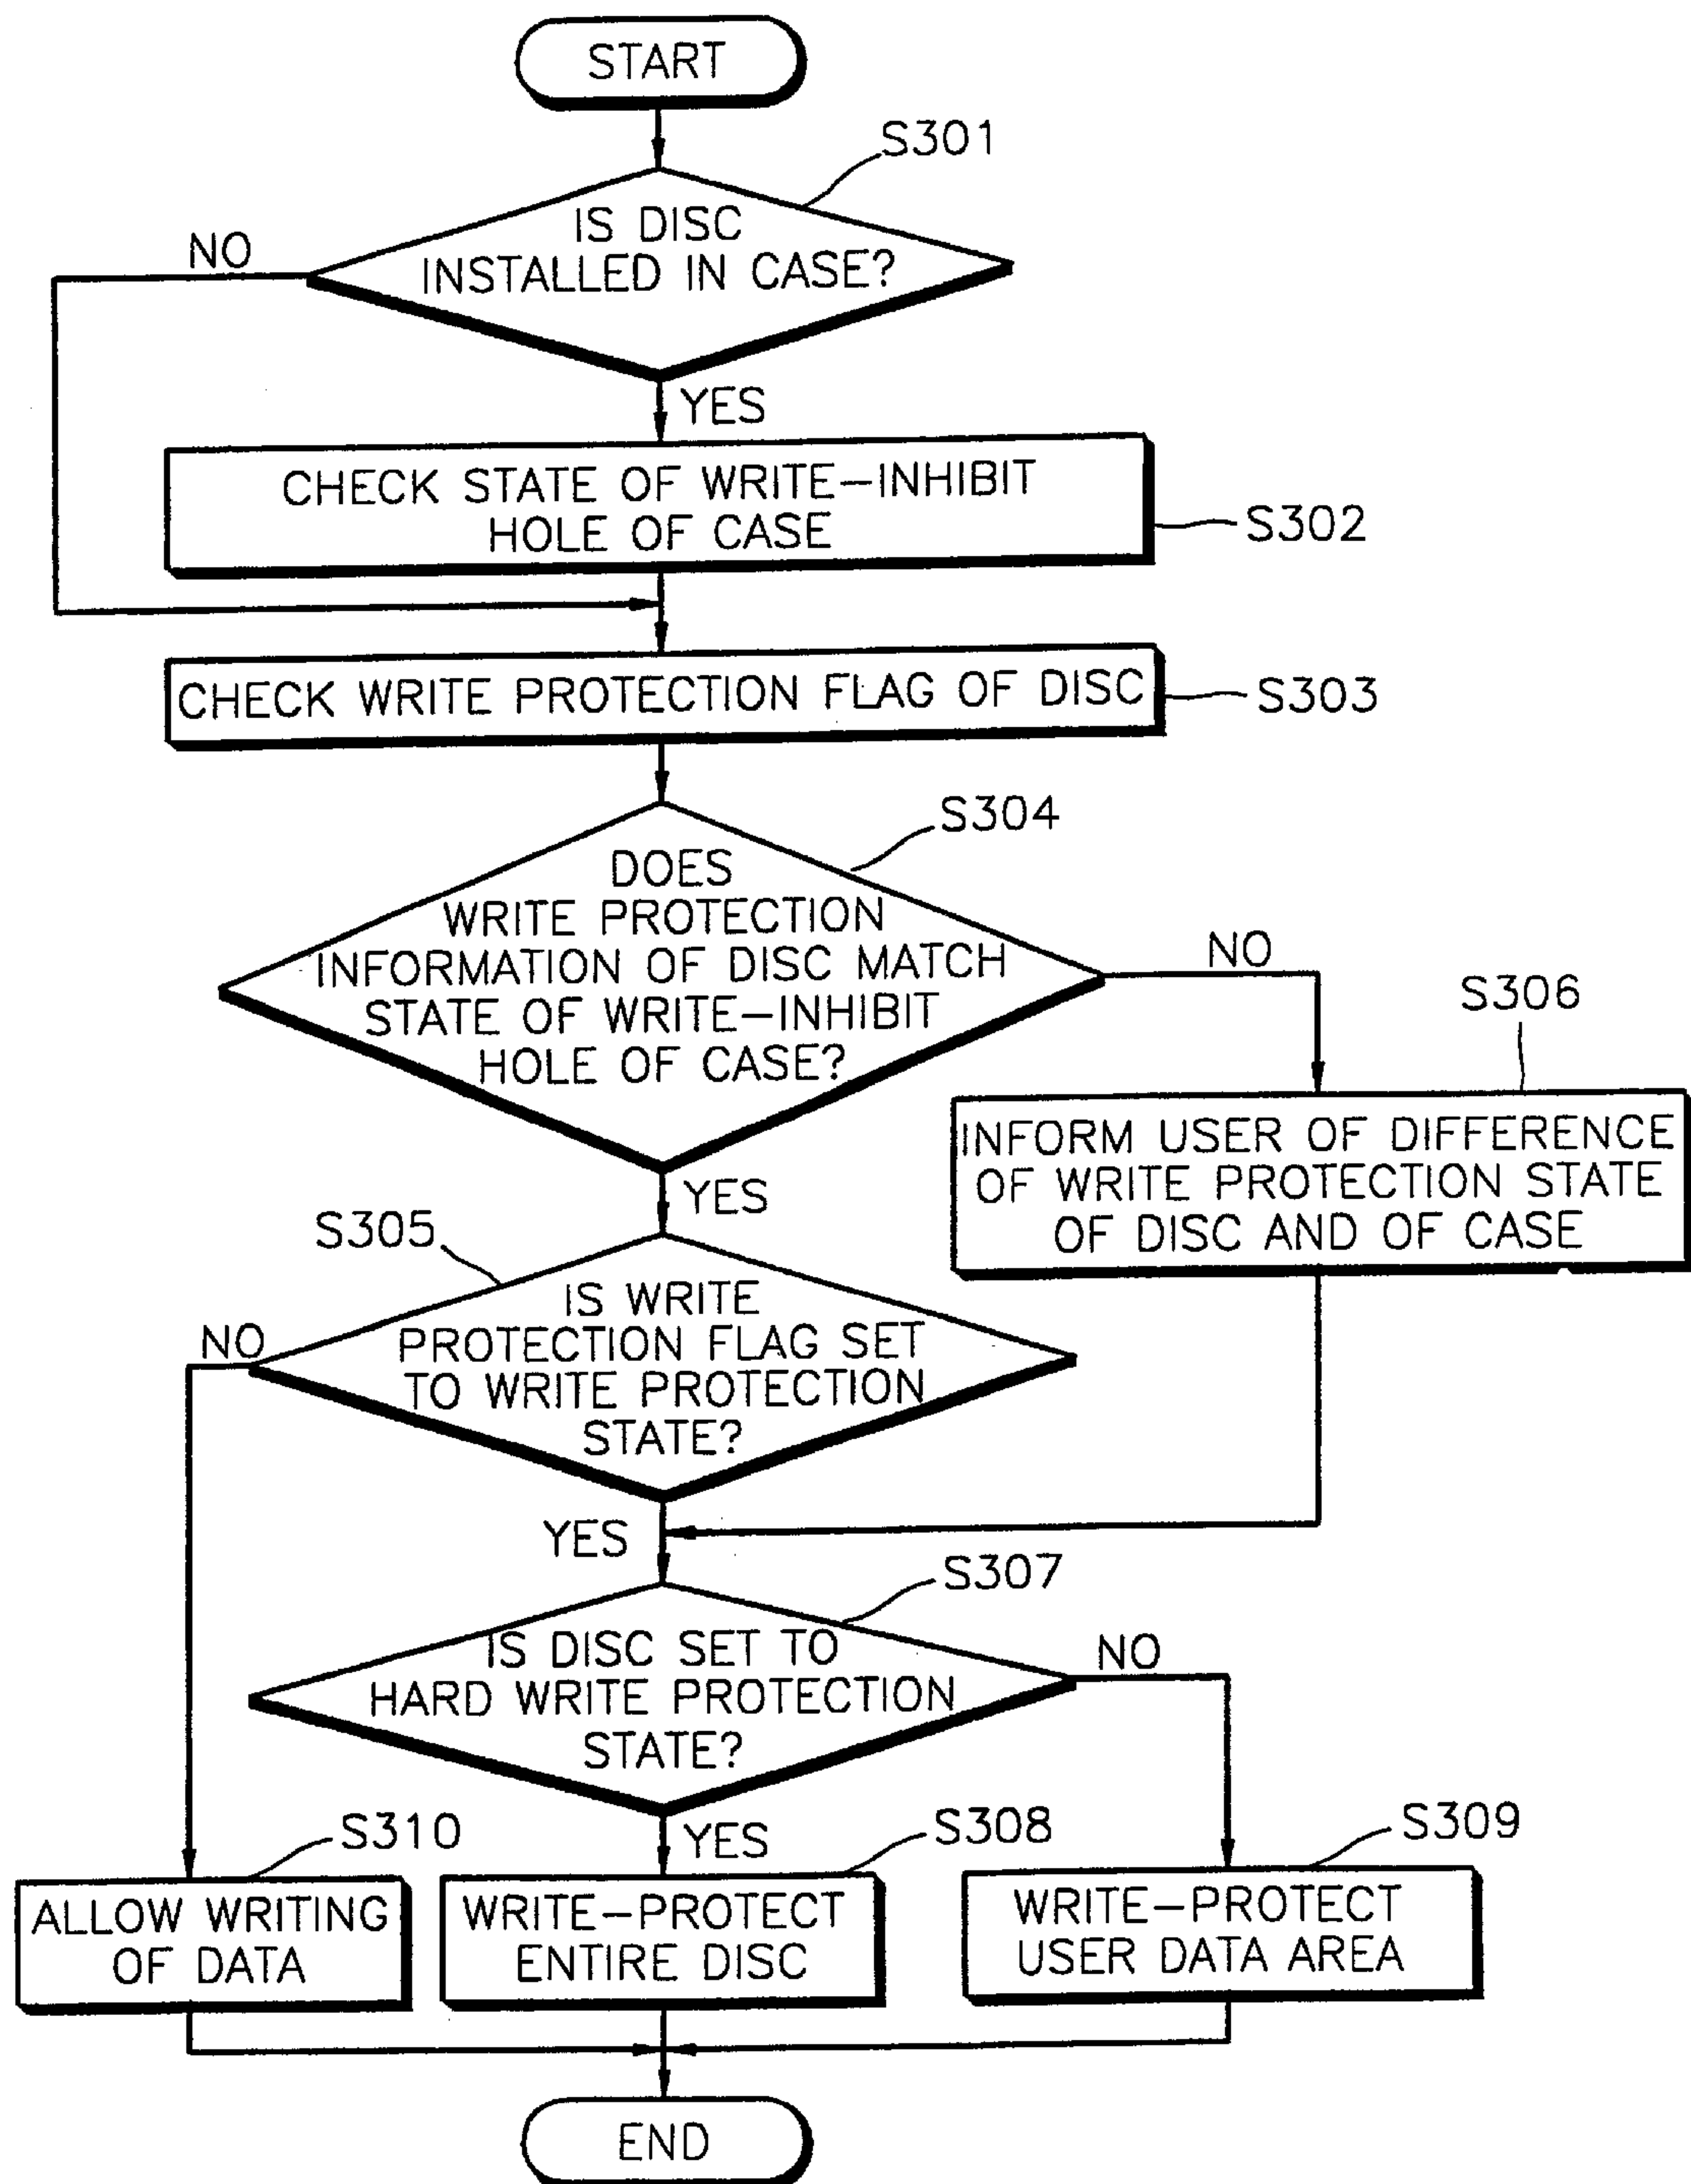 START
S301
IS DISC
INSTALLED IN CASE?
NO
YES
CHECK STATE OF WRITE-INHIBIT
HOLE OF CASE
S302
CHECK WRITE PROTECTION FLAG OF DISC
S303
S304
DOES
WRITE PROTECTION
INFORMATION OF DISC MATCH
STATE OF WRITE-INHIBIT
HOLE OF CASE?
NO
YES
S306
INFORM USER OF DIFFERENCE
OF WRITE PROTECTION STATE
OF DISC AND OF CASE
S305
IS WRITE
PROTECTION FLAG SET
TO WRITE PROTECTION
STATE?
NO
YES
S307
IS DISC SET TO
HARD WRITE PROTECTION
STATE?
NO
YES
S310
ALLOW WRITING
OF DATA
S308
WRITE-PROTECT
ENTIRE DISC
S309
WRITE-PROTECT
USER DATA AREA
END